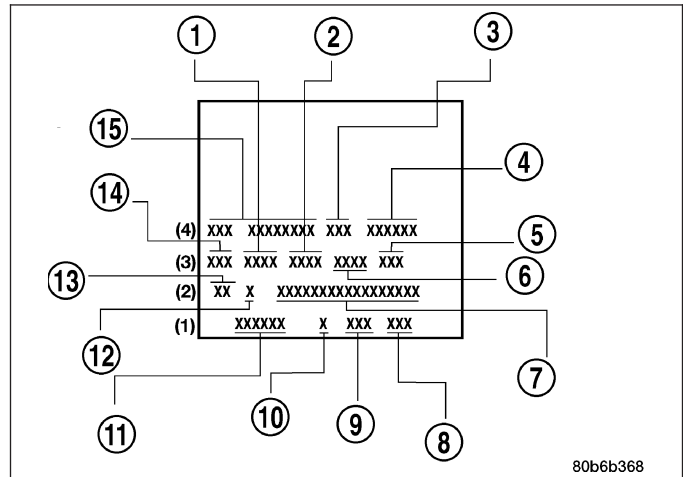 1 2 3
15 4
14 (4) XXX XXXXXXXX XXX XXXXXX
(3) XXX XXXX XXXX XXXX XXX 5
13 6
(2) XX X XXXXXXXXXXXXXXXXX
(1) XXXXXX X XXX XXX
12 7
11 10 9 8
80b6b368